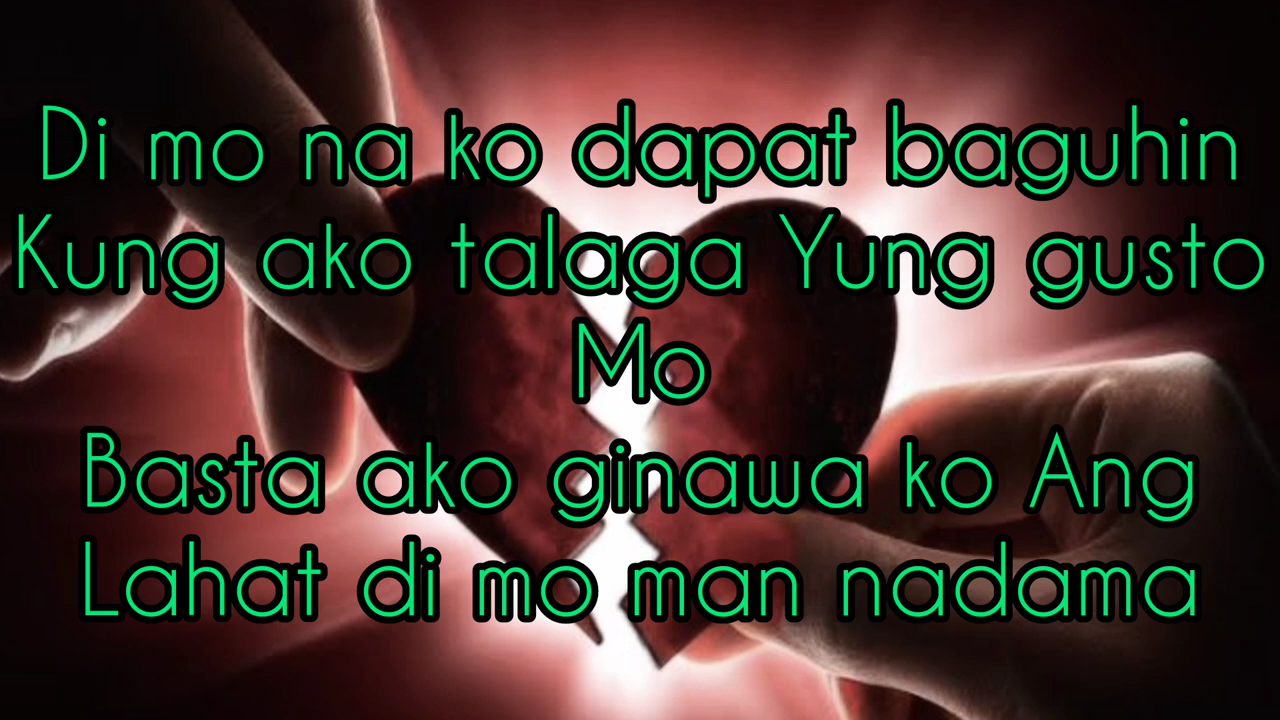 Di mo na ko dapat baguhin
Kung ako talaga Yung gusto
Mo
Basta ako ginawa ko Ang
Lahat di mo man nadama